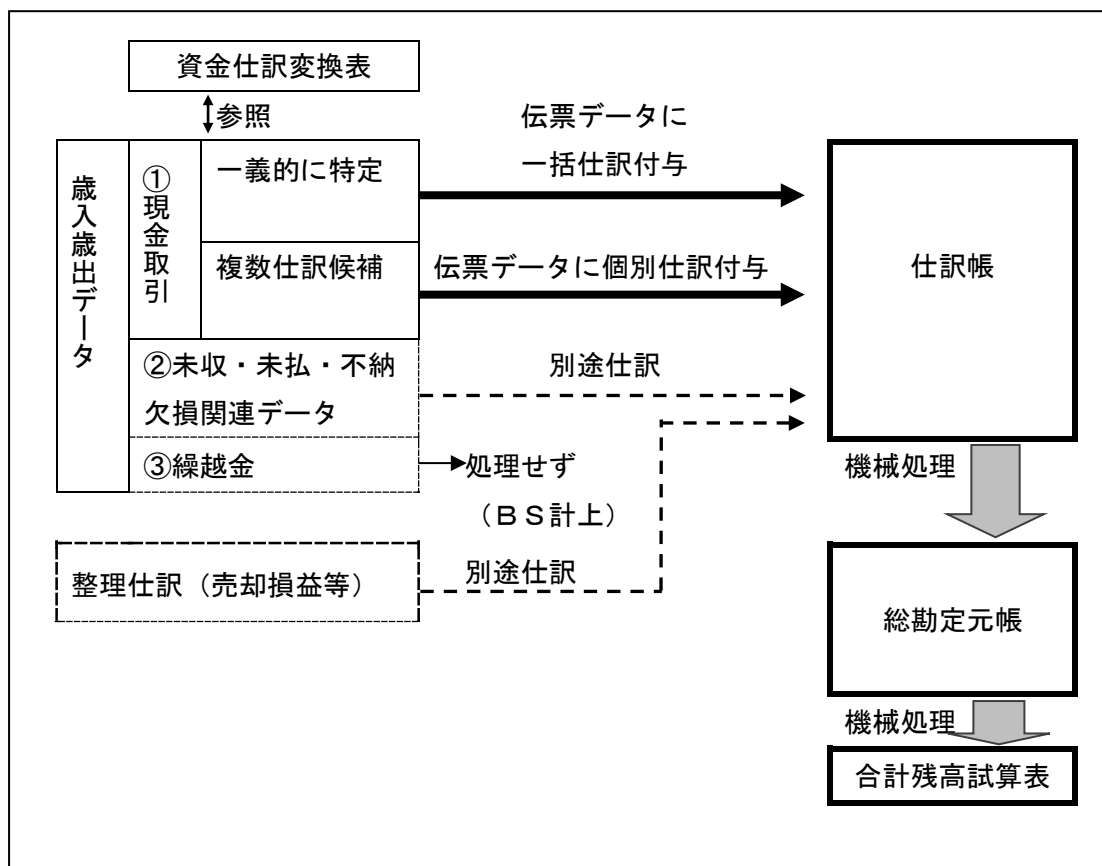 資金仕訳変換表
参照
歳入歳出データ
①現金取引
一義的に特定
複数仕訳候補
②未収・未払・不納
欠損関連データ
③繰越金
伝票データに
一括仕訳付与
伝票データに個別仕訳付与
別途仕訳
処理せず
（ＢＳ計上）
整理仕訳（売却損益等）
別途仕訳
仕訳帳
機械処理
総勘定元帳
機械処理
合計残高試算表